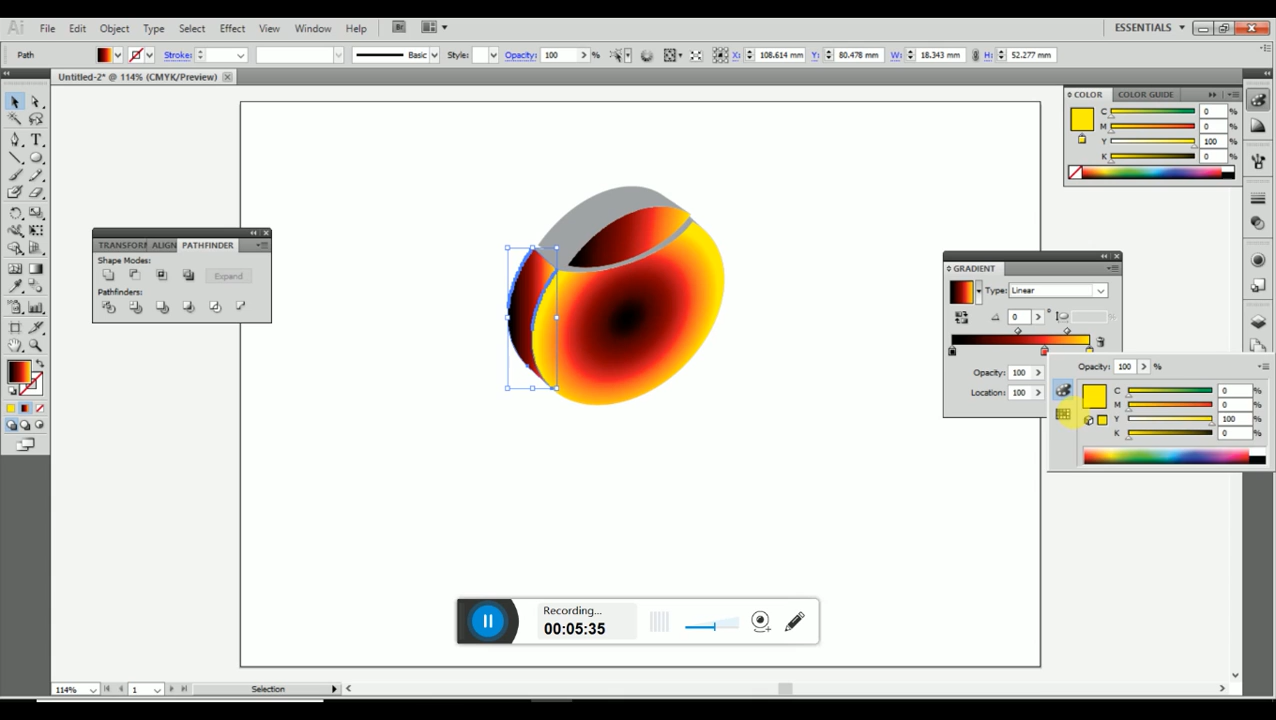 Ai File Edit Object Type Select Effect View Window Help Br ESSENTIALS
Path Stroke: Basic Style: Opacity: 100 % X: 108.614 mm Y: 80.478 mm W: 18.343 mm H: 52.277 mm
Untitled-2* @ 114% (CMYK/Preview)
COLOR COLOR GUIDE
C 0 %
M 0 %
Y 100 %
K 0 %
TRANSFORM ALIGN PATHFINDER
Shape Modes:
Expand
Pathfinders:
GRADIENT
Type: Linear
0 °
Opacity: 100
Location: 100
Opacity: 100 %
C 0 %
M 0 %
Y 100 %
K 0 %
Recording...
00:05:35
114% 1 Selection